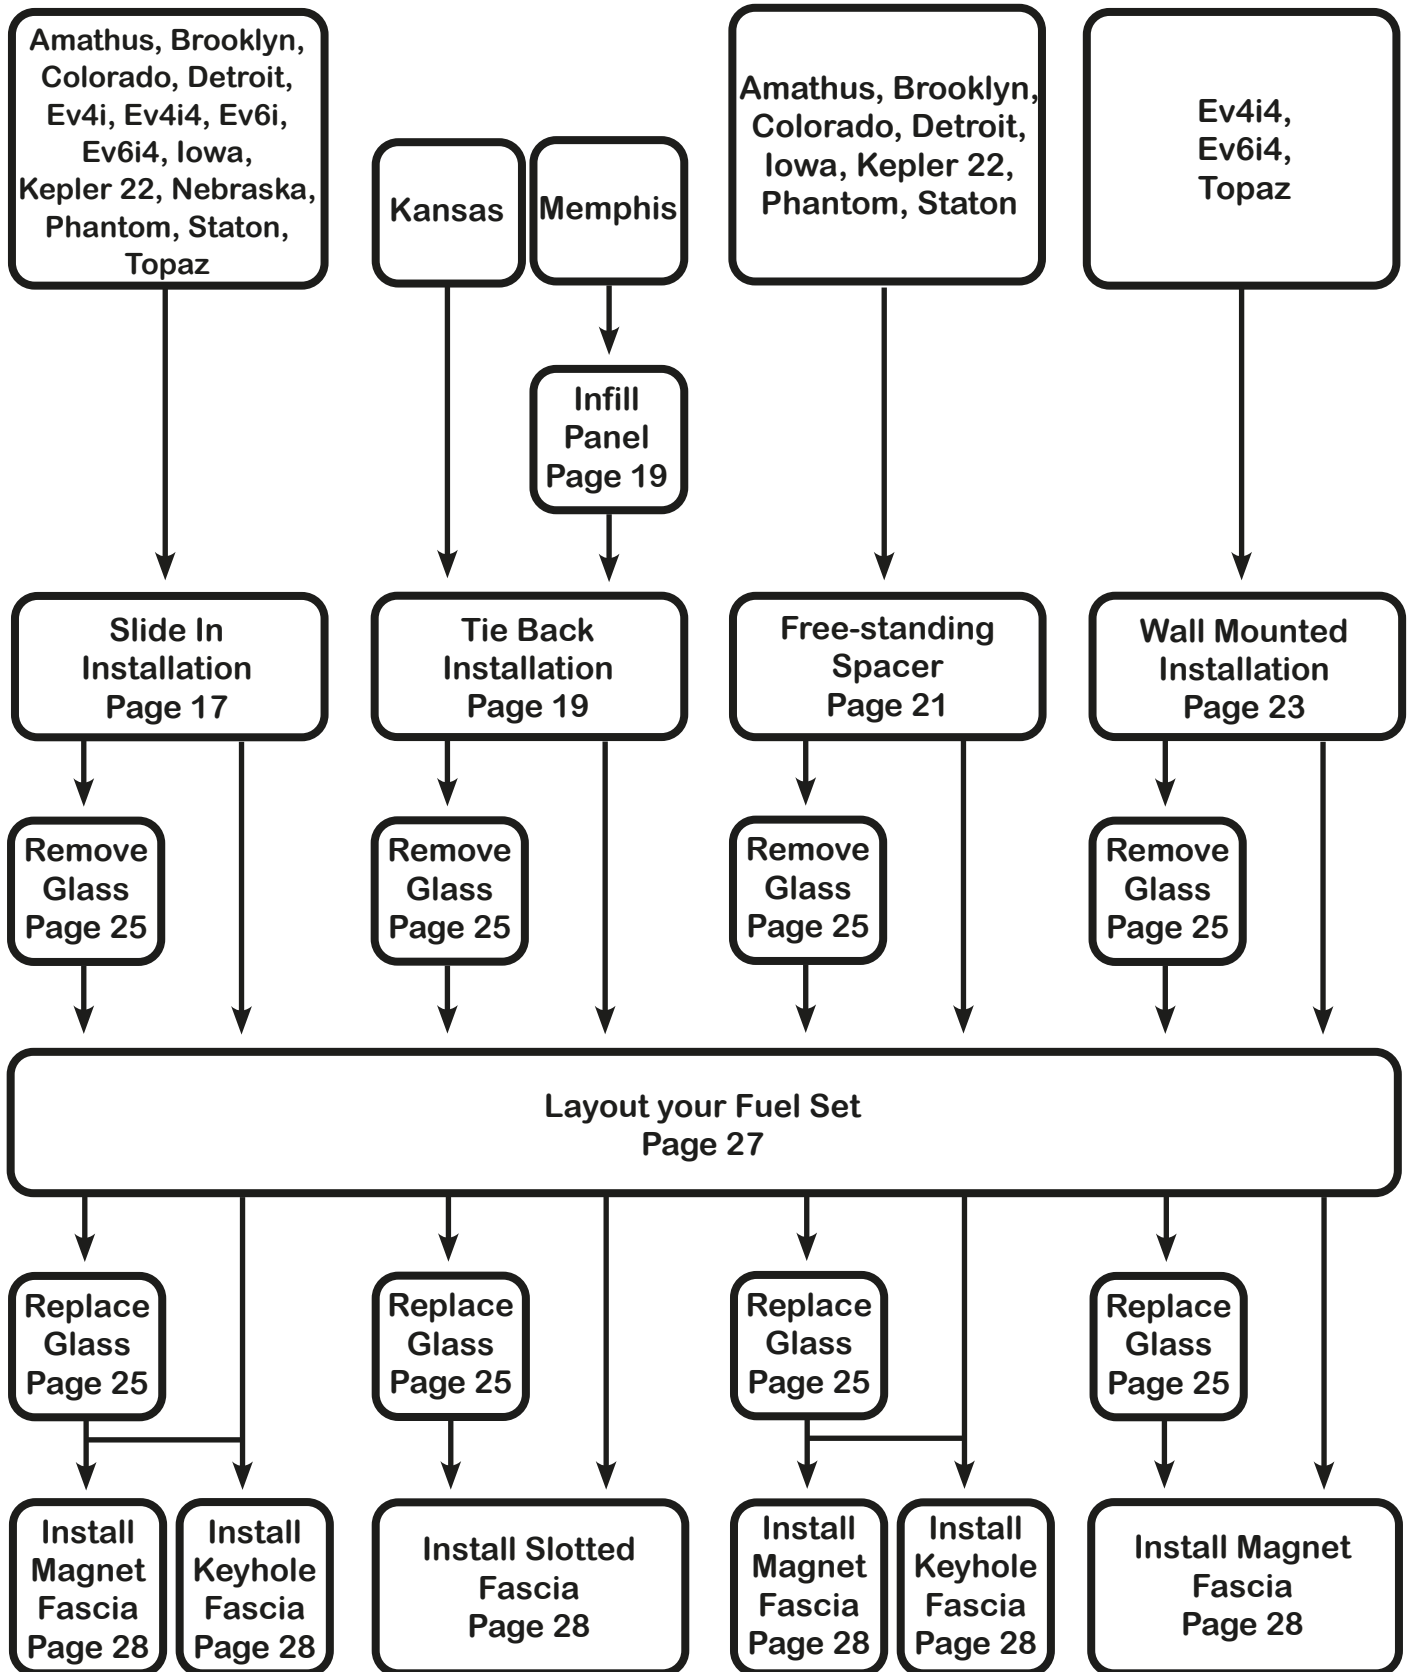 Amathus, Brooklyn,
Colorado, Detroit,
Ev4i, Ev4i4, Ev6i,
Ev6i4, Iowa,
Kepler 22, Nebraska,
Phantom, Staton,
Topaz
Kansas
Memphis
Amathus, Brooklyn,
Colorado, Detroit,
Iowa, Kepler 22,
Phantom, Staton
Ev4i4,
Ev6i4,
Topaz
Infill
Panel
Page 19
Slide In
Installation
Page 17
Tie Back
Installation
Page 19
Free-standing
Spacer
Page 21
Wall Mounted
Installation
Page 23
Remove
Glass
Page 25
Remove
Glass
Page 25
Remove
Glass
Page 25
Remove
Glass
Page 25
Layout your Fuel Set
Page 27
Replace
Glass
Page 25
Replace
Glass
Page 25
Replace
Glass
Page 25
Replace
Glass
Page 25
Install
Magnet
Fascia
Page 28
Install
Keyhole
Fascia
Page 28
Install Slotted
Fascia
Page 28
Install
Magnet
Fascia
Page 28
Install
Keyhole
Fascia
Page 28
Install Magnet
Fascia
Page 28